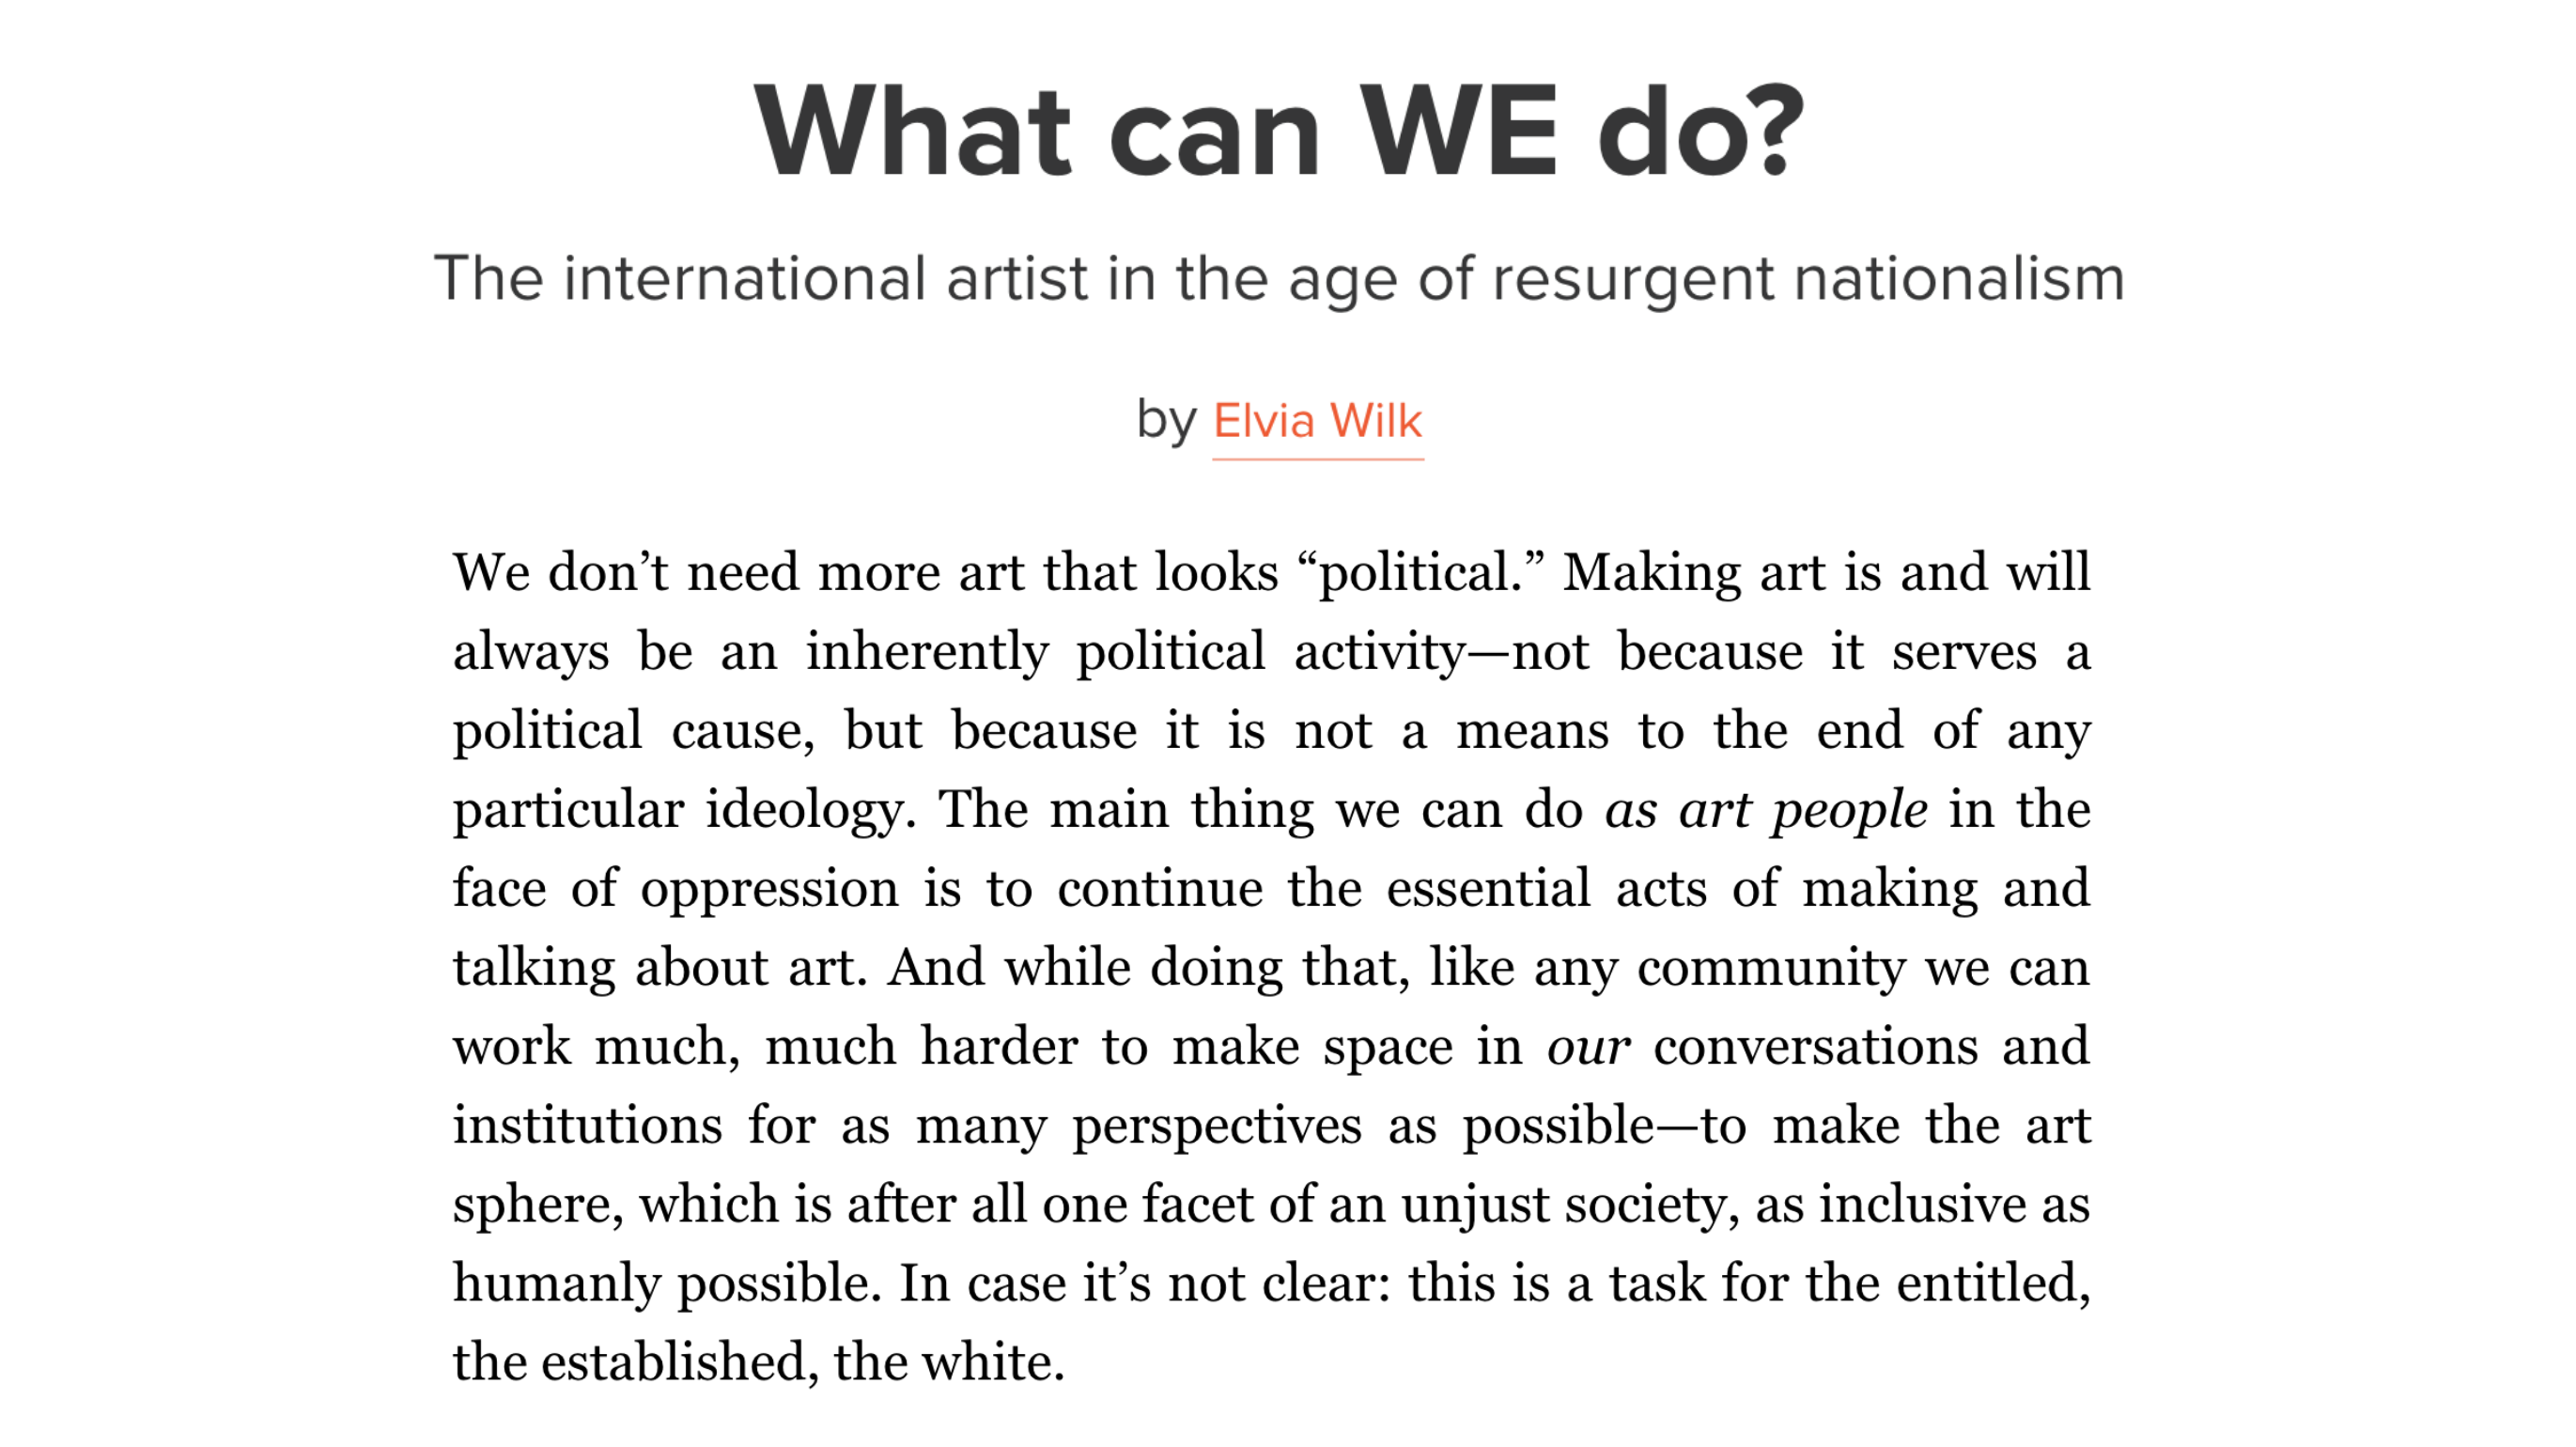 What can WE do?
The international artist in the age of resurgent nationalism
by Elvia Wilk
We don’t need more art that looks “political.” Making art is and will
always be an inherently political activity—not because it serves a
political cause, but because it is not a means to the end of any
particular ideology. The main thing we can do as art people in the
face of oppression is to continue the essential acts of making and
talking about art. And while doing that, like any community we can
work much, much harder to make space in our conversations and
institutions for as many perspectives as possible—to make the art
sphere, which is after all one facet of an unjust society, as inclusive as
humanly possible. In case it’s not clear: this is a task for the entitled,
the established, the white.